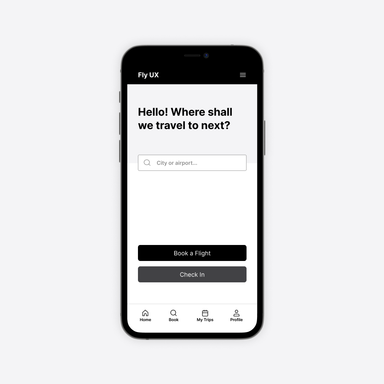 Fly UX
Hello! Where shall
we travel to next?
City or airport...
Book a Flight
Check In
Home Book My Trips Profile